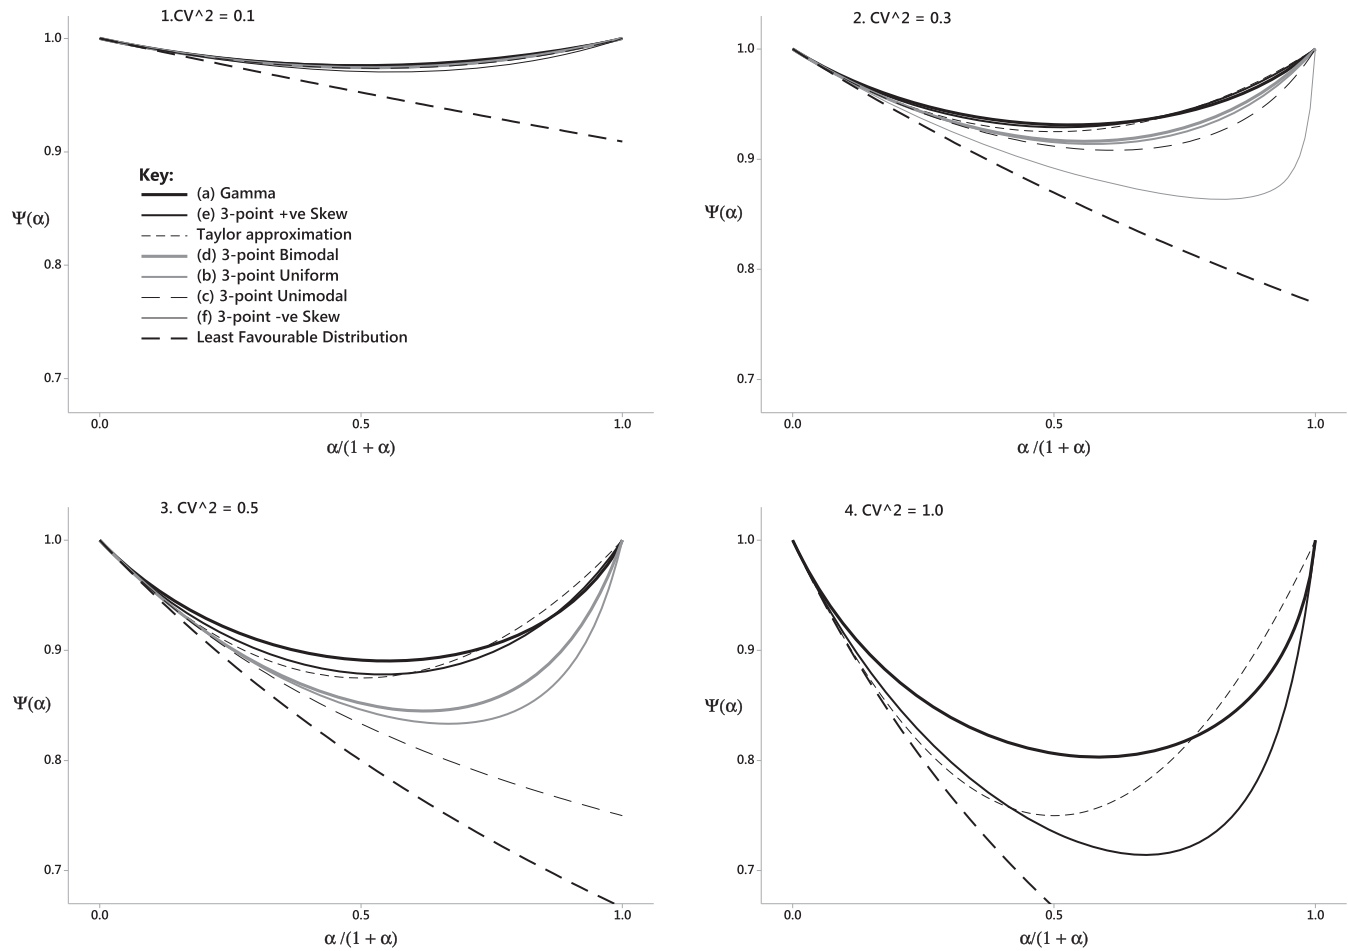 1.CV^2 = 0.1
1.0
0.9
0.8
0.7
Ψ(α)
Key:
(a) Gamma
(e) 3-point +ve Skew
Taylor approximation
(d) 3-point Bimodal
(b) 3-point Uniform
(c) 3-point Unimodal
(f) 3-point -ve Skew
Least Favourable Distribution
0.0 0.5 1.0
α/(1 + α)
2. CV^2 = 0.3
1.0
0.9
Ψ(α)
0.8
0.7
0.0 0.5 1.0
α /(1 + α)
3. CV^2 = 0.5
1.0
0.9
Ψ(α)
0.8
0.7
0.0 0.5 1.0
α /(1 + α)
4. CV^2 = 1.0
1.0
0.9
Ψ(α)
0.8
0.7
0.0 0.5 1.0
α/(1 + α)